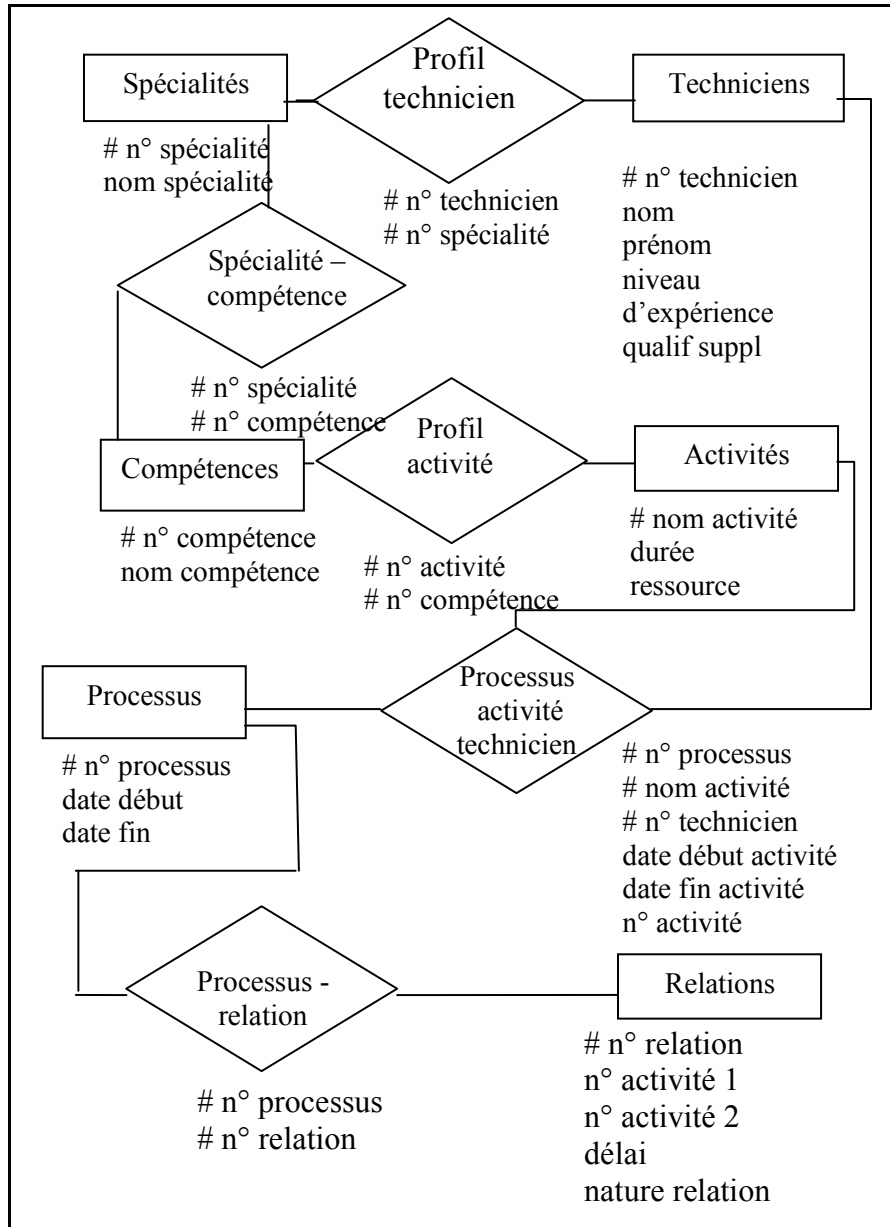 Spécialités
Profil
technicien
Techniciens
# n° spécialité
nom spécialité
# n° technicien
# n° spécialité
# n° technicien
nom
prénom
niveau
d’expérience
qualif suppl
Spécialité –
compétence
# n° spécialité
# n° compétence
Compétences
Profil
activité
Activités
# n° compétence
nom compétence
# n° activité
# n° compétence
# nom activité
durée
ressource
Processus
Processus
activité
technicien
# n° processus
date début
date fin
# n° processus
# nom activité
# n° technicien
date début activité
date fin activité
n° activité
Processus -
relation
Relations
# n° processus
# n° relation
# n° relation
n° activité 1
n° activité 2
délai
nature relation